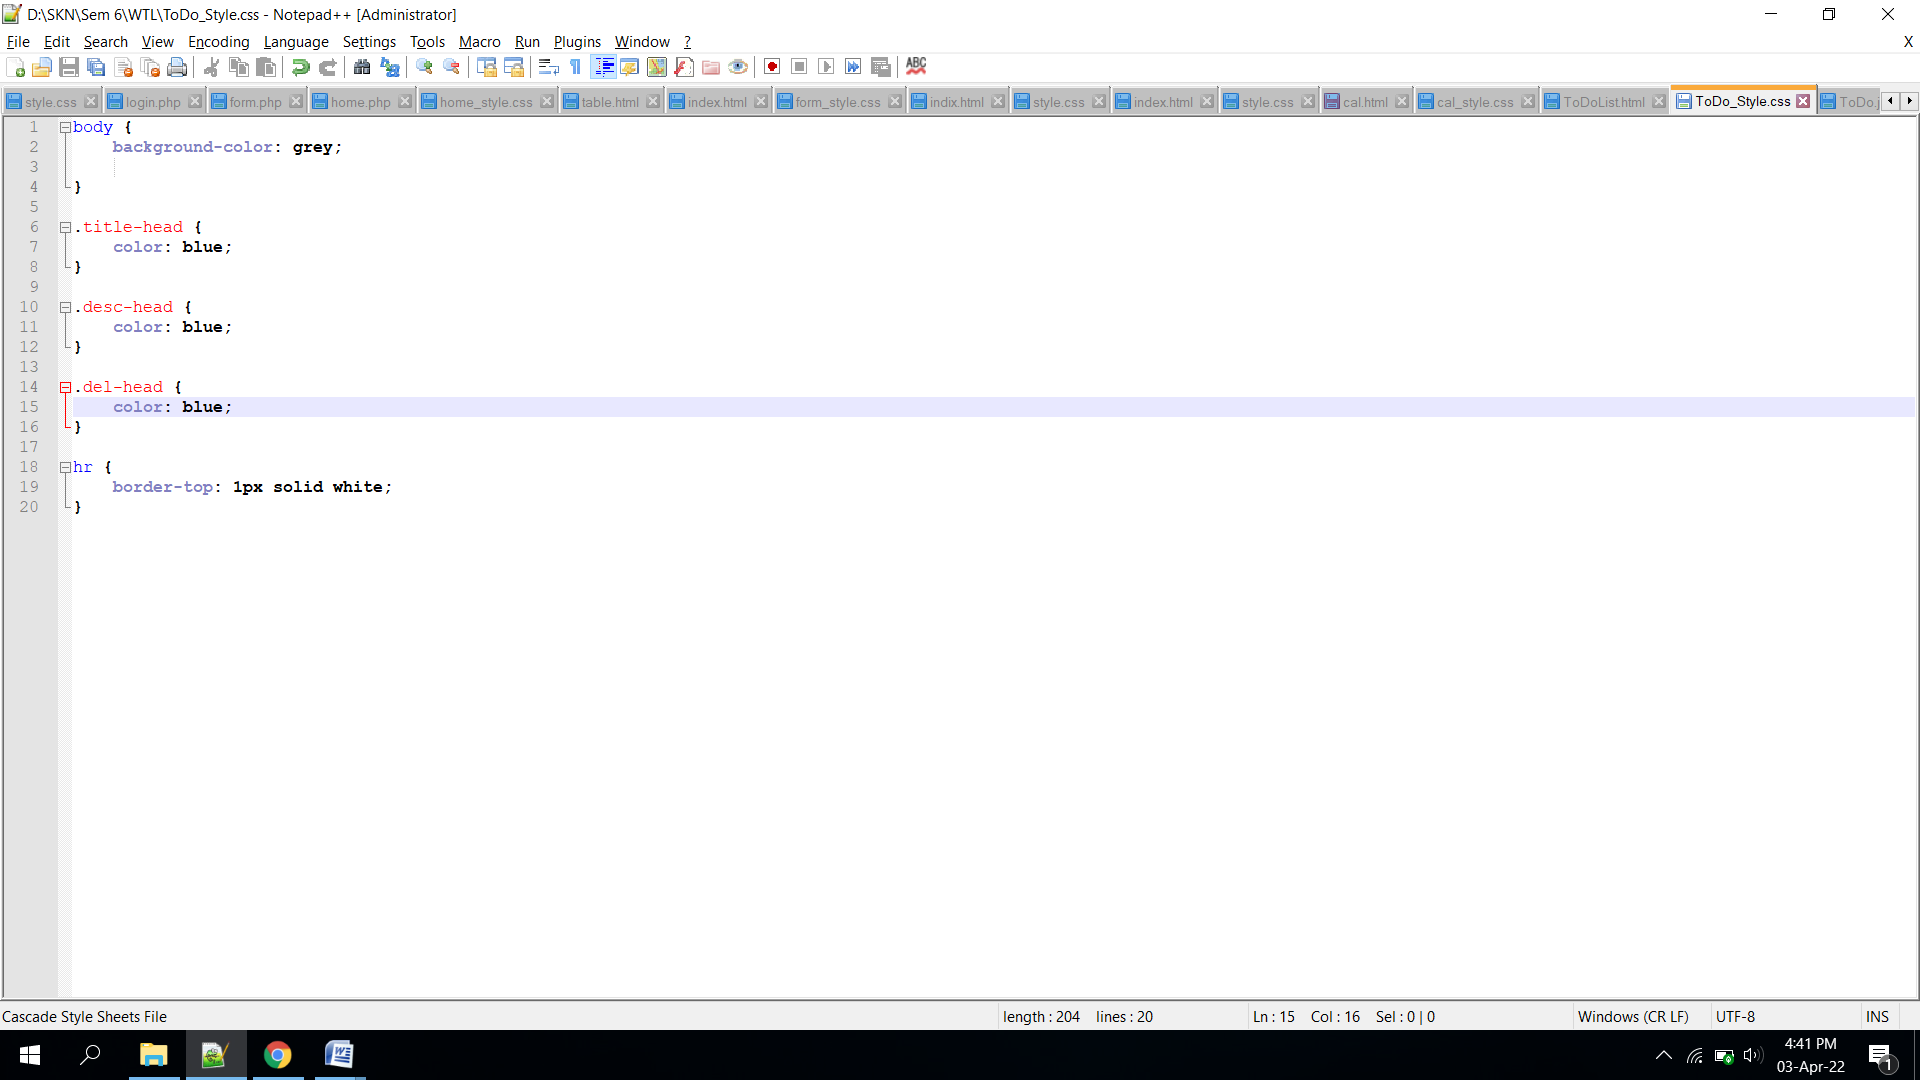 D:\SKN\Sem 6\WTL\ToDo_Style.css - Notepad++ [Administrator]
File Edit Search View Encoding Language Settings Tools Macro Run Plugins Window ? X
ABC
style.css login.php form.php home.php home_style.css table.html index.html form_style.css indix.html style.css index.html style.css cal.html cal_style.css ToDoList.html ToDo_Style.css ToDo.j
1 body {
2 background-color: grey;
3
4 }
5
6 .title-head {
7 color: blue;
8 }
9
10 .desc-head {
11 color: blue;
12 }
13
14 .del-head {
15 color: blue;
16 }
17
18 hr {
19 border-top: 1px solid white;
20 }
Cascade Style Sheets File length : 204 lines : 20 Ln : 15 Col : 16 Sel : 0 | 0 Windows (CR LF) UTF-8 INS
4:41 PM
03-Apr-22
1